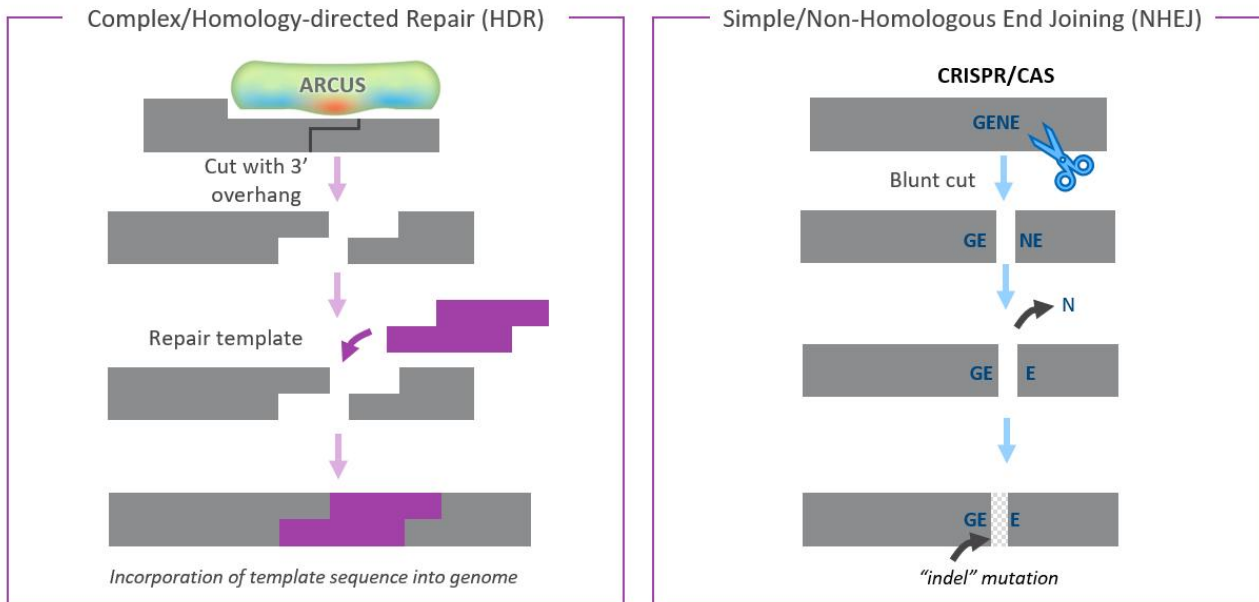 Complex/Homology-directed Repair (HDR)
ARCUS
Cut with 3’
overhang
Repair template
Incorporation of template sequence into genome
Simple/Non-Homologous End Joining (NHEJ)
CRISPR/CAS
GENE
Blunt cut
GE NE
N
GE E
GE E
“indel” mutation